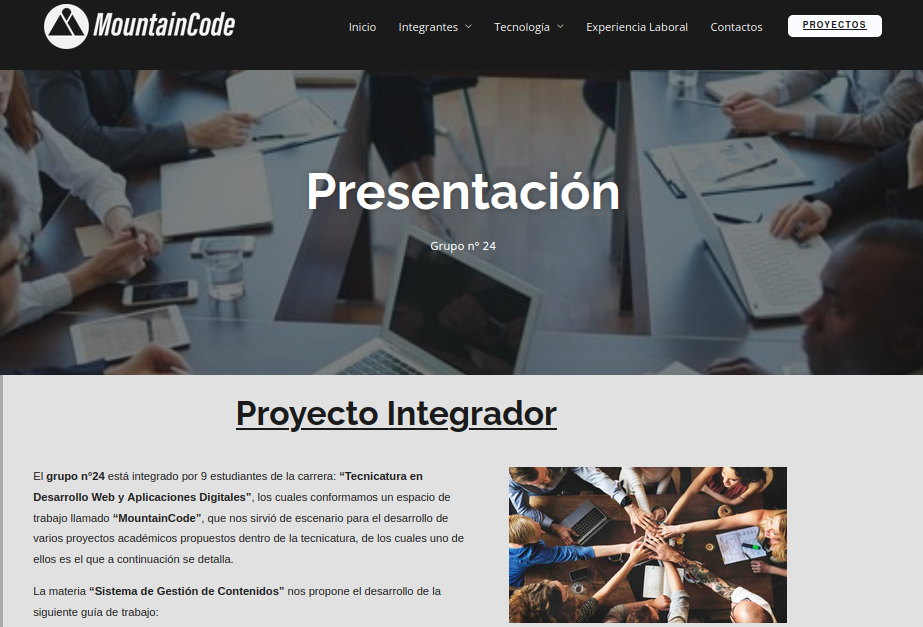 MountainCode
Inicio Integrantes Tecnología Experiencia Laboral Contactos PROYECTOS
Presentación
Grupo nº 24
Proyecto Integrador
El grupo n°24 está integrado por 9 estudiantes de la carrera: “Tecnicatura en
Desarrollo Web y Aplicaciones Digitales”, los cuales conformamos un espacio de
trabajo llamado “MountainCode”, que nos sirvió de escenario para el desarrollo de
varios proyectos académicos propuestos dentro de la tecnicatura, de los cuales uno de
ellos es el que a continuación se detalla.
La materia “Sistema de Gestión de Contenidos” nos propone el desarrollo de la
siguiente guía de trabajo: